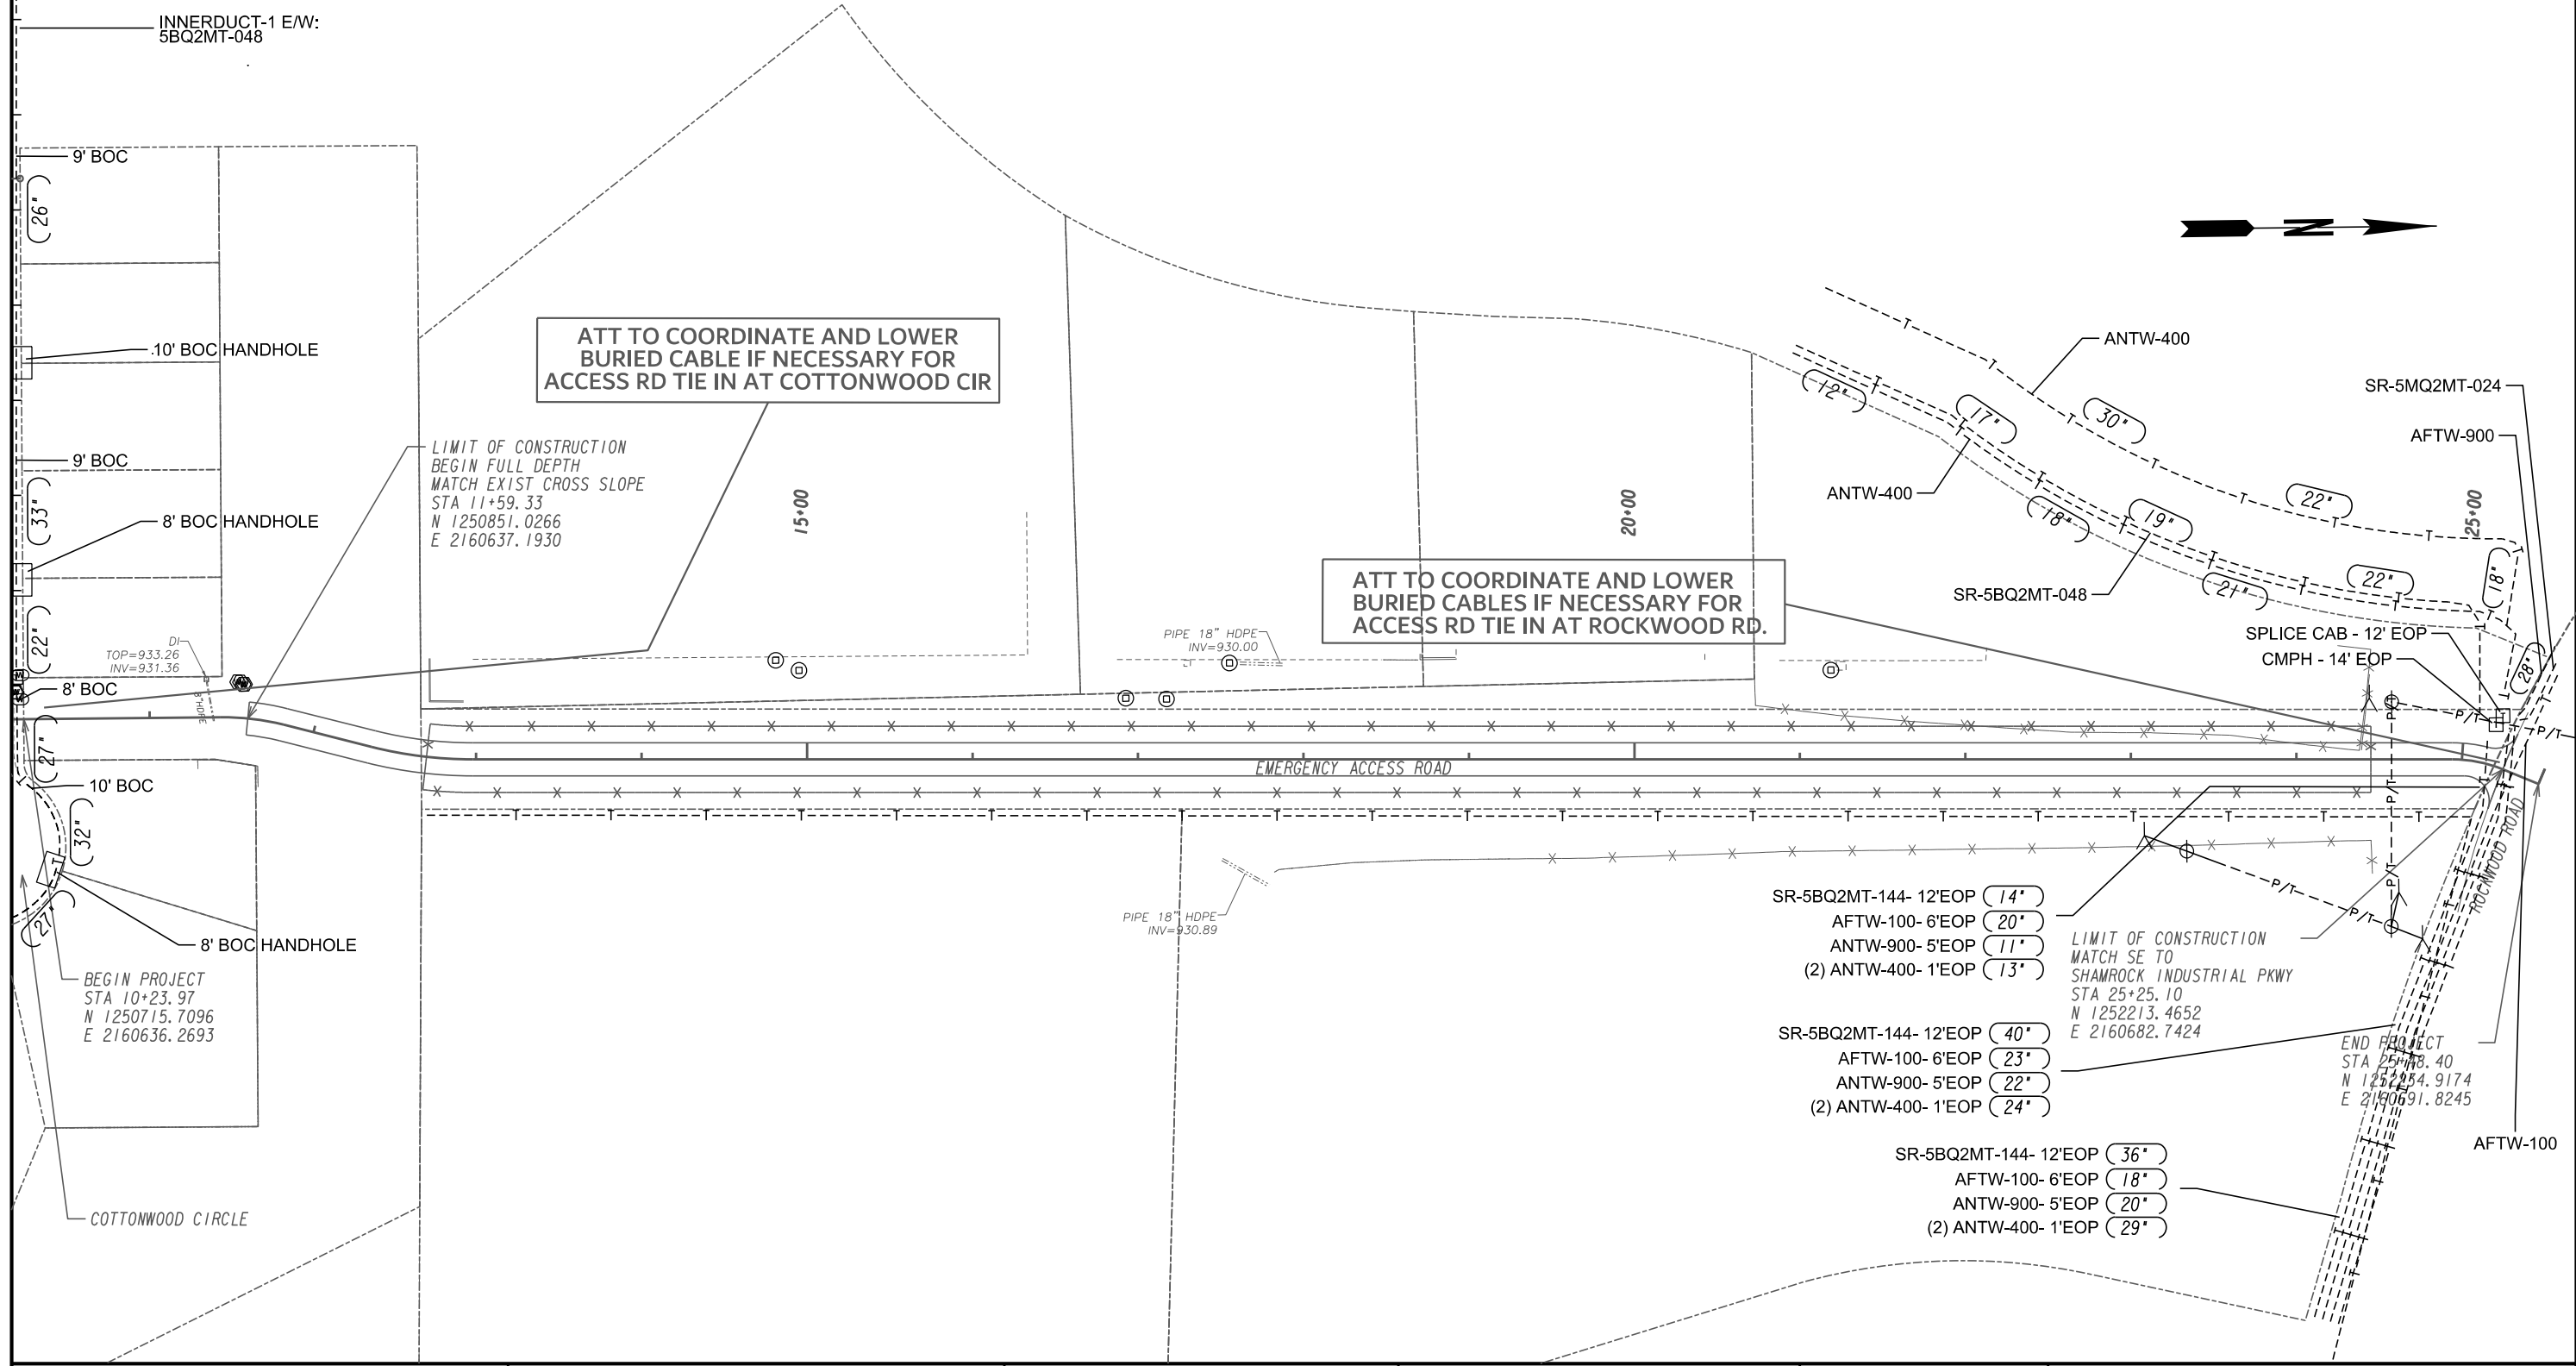 INNERDUCT-1 E/W:
5BQ2MT-048
9' BOC
26"
10' BOC HANDHOLE
9' BOC
33"
8' BOC HANDHOLE
22"
DI
TOP=933.26
INV=931.36
8' BOC
27"
10' BOC
32"
27"
8' BOC HANDHOLE
BEGIN PROJECT
STA 10+23.97
N 1250715.7096
E 2160636.2693
COTTONWOOD CIRCLE
ATT TO COORDINATE AND LOWER
BURIED CABLE IF NECESSARY FOR
ACCESS RD TIE IN AT COTTONWOOD CIR
LIMIT OF CONSTRUCTION
BEGIN FULL DEPTH
MATCH EXIST CROSS SLOPE
STA 11+59.33
N 1250851.0266
E 2160637.1930
15+00
20+00
25+00
N
ATT TO COORDINATE AND LOWER
BURIED CABLES IF NECESSARY FOR
ACCESS RD TIE IN AT ROCKWOOD RD.
PIPE 18" HDPE
INV=930.00
EMERGENCY ACCESS ROAD
PIPE 18" HDPE
INV=930.89
ANTW-400
SR-5MQ2MT-024
AFTW-900
12"
17"
30"
ANTW-400
18"
19"
22"
SR-5BQ2MT-048
21"
22"
18"
SPLICE CAB - 12' EOP
CMPH - 14' EOP
28"
P/T
P/T
P/T
P/T
P/T
P/T
P/T
ROCKWOOD ROAD
SR-5BQ2MT-144- 12'EOP 14"
AFTW-100- 6'EOP 20"
ANTW-900- 5'EOP 11"
(2) ANTW-400- 1'EOP 13"
LIMIT OF CONSTRUCTION
MATCH SE TO
SHAMROCK INDUSTRIAL PKWY
STA 25+25.10
N 1252213.4652
E 2160682.7424
SR-5BQ2MT-144- 12'EOP 40"
AFTW-100- 6'EOP 23"
ANTW-900- 5'EOP 22"
(2) ANTW-400- 1'EOP 24"
END PROJECT
STA 25+48.40
N 1252234.9174
E 2160691.8245
AFTW-100
SR-5BQ2MT-144- 12'EOP 36"
AFTW-100- 6'EOP 18"
ANTW-900- 5'EOP 20"
(2) ANTW-400- 1'EOP 29"